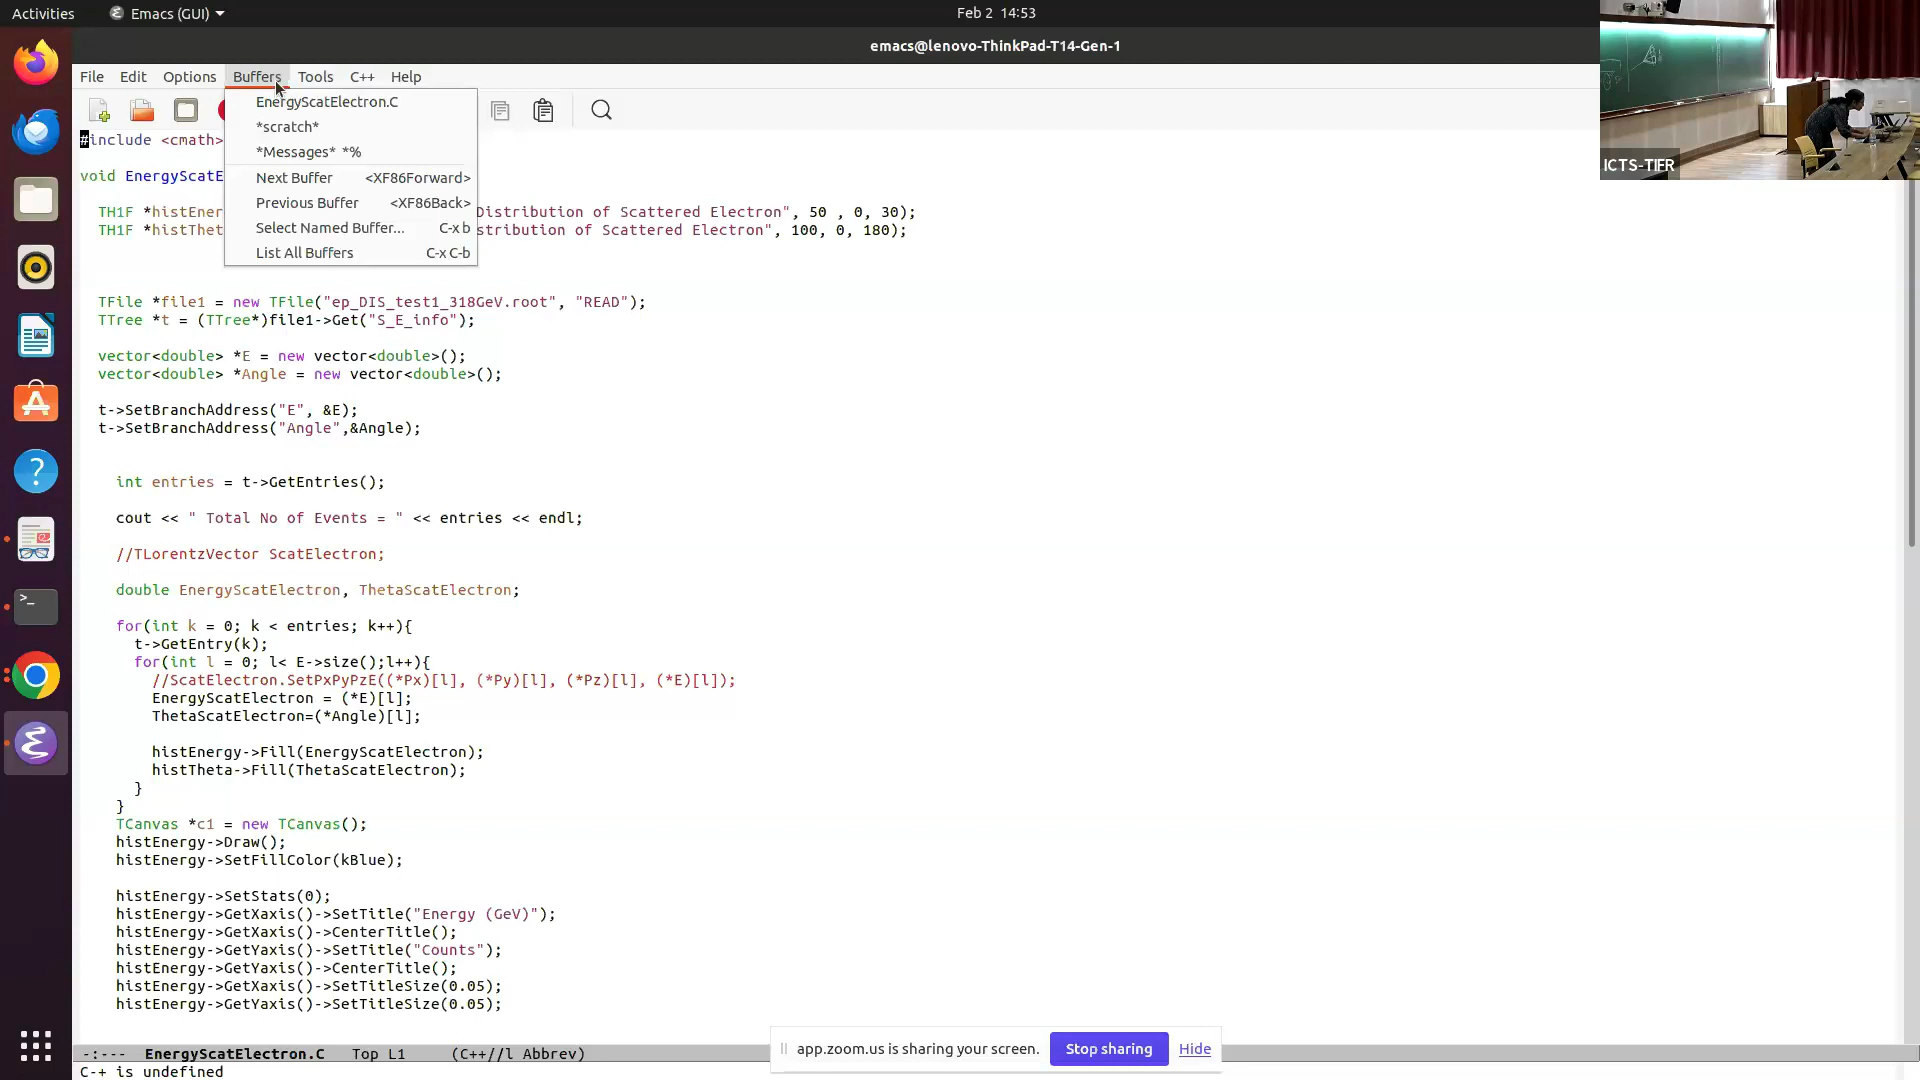 Activities
Emacs (GUI)
Feb 2 14:53
emacs@lenovo-ThinkPad-T14-Gen-1
File Edit Options Buffers Tools C++ Help
EnergyScatElectron.C
*scratch*
*Messages* *%
Next Buffer <XF86Forward>
Previous Buffer <XF86Back>
Select Named Buffer... C-x b
List All Buffers C-x C-b
#include <cmath>
void EnergyScatE
TH1F *histEner
Distribution of Scattered Electron", 50 , 0, 30);
TH1F *histThet
stribution of Scattered Electron", 100, 0, 180);
TFile *file1 = new TFile("ep_DIS_test1_318GeV.root", "READ");
TTree *t = (TTree*)file1->Get("S_E_info");
vector<double> *E = new vector<double>();
vector<double> *Angle = new vector<double>();
t->SetBranchAddress("E", &E);
t->SetBranchAddress("Angle",&Angle);
int entries = t->GetEntries();
cout << " Total No of Events = " << entries << endl;
//TLorentzVector ScatElectron;
double EnergyScatElectron, ThetaScatElectron;
for(int k = 0; k < entries; k++){
t->GetEntry(k);
for(int l = 0; l< E->size();l++){
//ScatElectron.SetPxPyPzE((*Px)[l], (*Py)[l], (*Pz)[l], (*E)[l]);
EnergyScatElectron = (*E)[l];
ThetaScatElectron=(*Angle)[l];
histEnergy->Fill(EnergyScatElectron);
histTheta->Fill(ThetaScatElectron);
}
}
TCanvas *c1 = new TCanvas();
histEnergy->Draw();
histEnergy->SetFillColor(kBlue);
histEnergy->SetStats(0);
histEnergy->GetXaxis()->SetTitle("Energy (GeV)");
histEnergy->GetXaxis()->CenterTitle();
histEnergy->GetYaxis()->SetTitle("Counts");
histEnergy->GetYaxis()->CenterTitle();
histEnergy->GetXaxis()->SetTitleSize(0.05);
histEnergy->GetYaxis()->SetTitleSize(0.05);
-:--- EnergyScatElectron.C Top L1 (C++//l Abbrev)
C-+ is undefined
app.zoom.us is sharing your screen. Stop sharing Hide
ICTS-TIFR